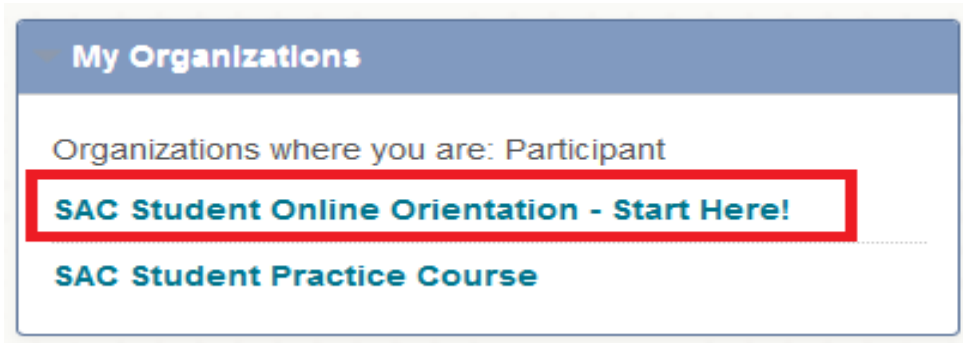 My Organizations
Organizations where you are: Participant
SAC Student Online Orientation - Start Here!
SAC Student Practice Course